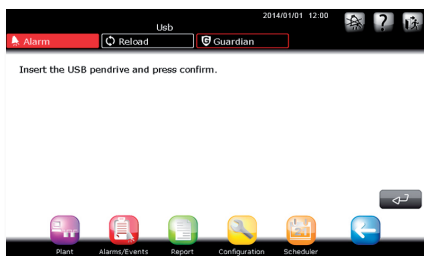 2014/01/01 12:00
Usb
Alarm Reload Guardian
Insert the USB pendrive and press confirm.
Plant Alarms/Events Report Configuration Scheduler